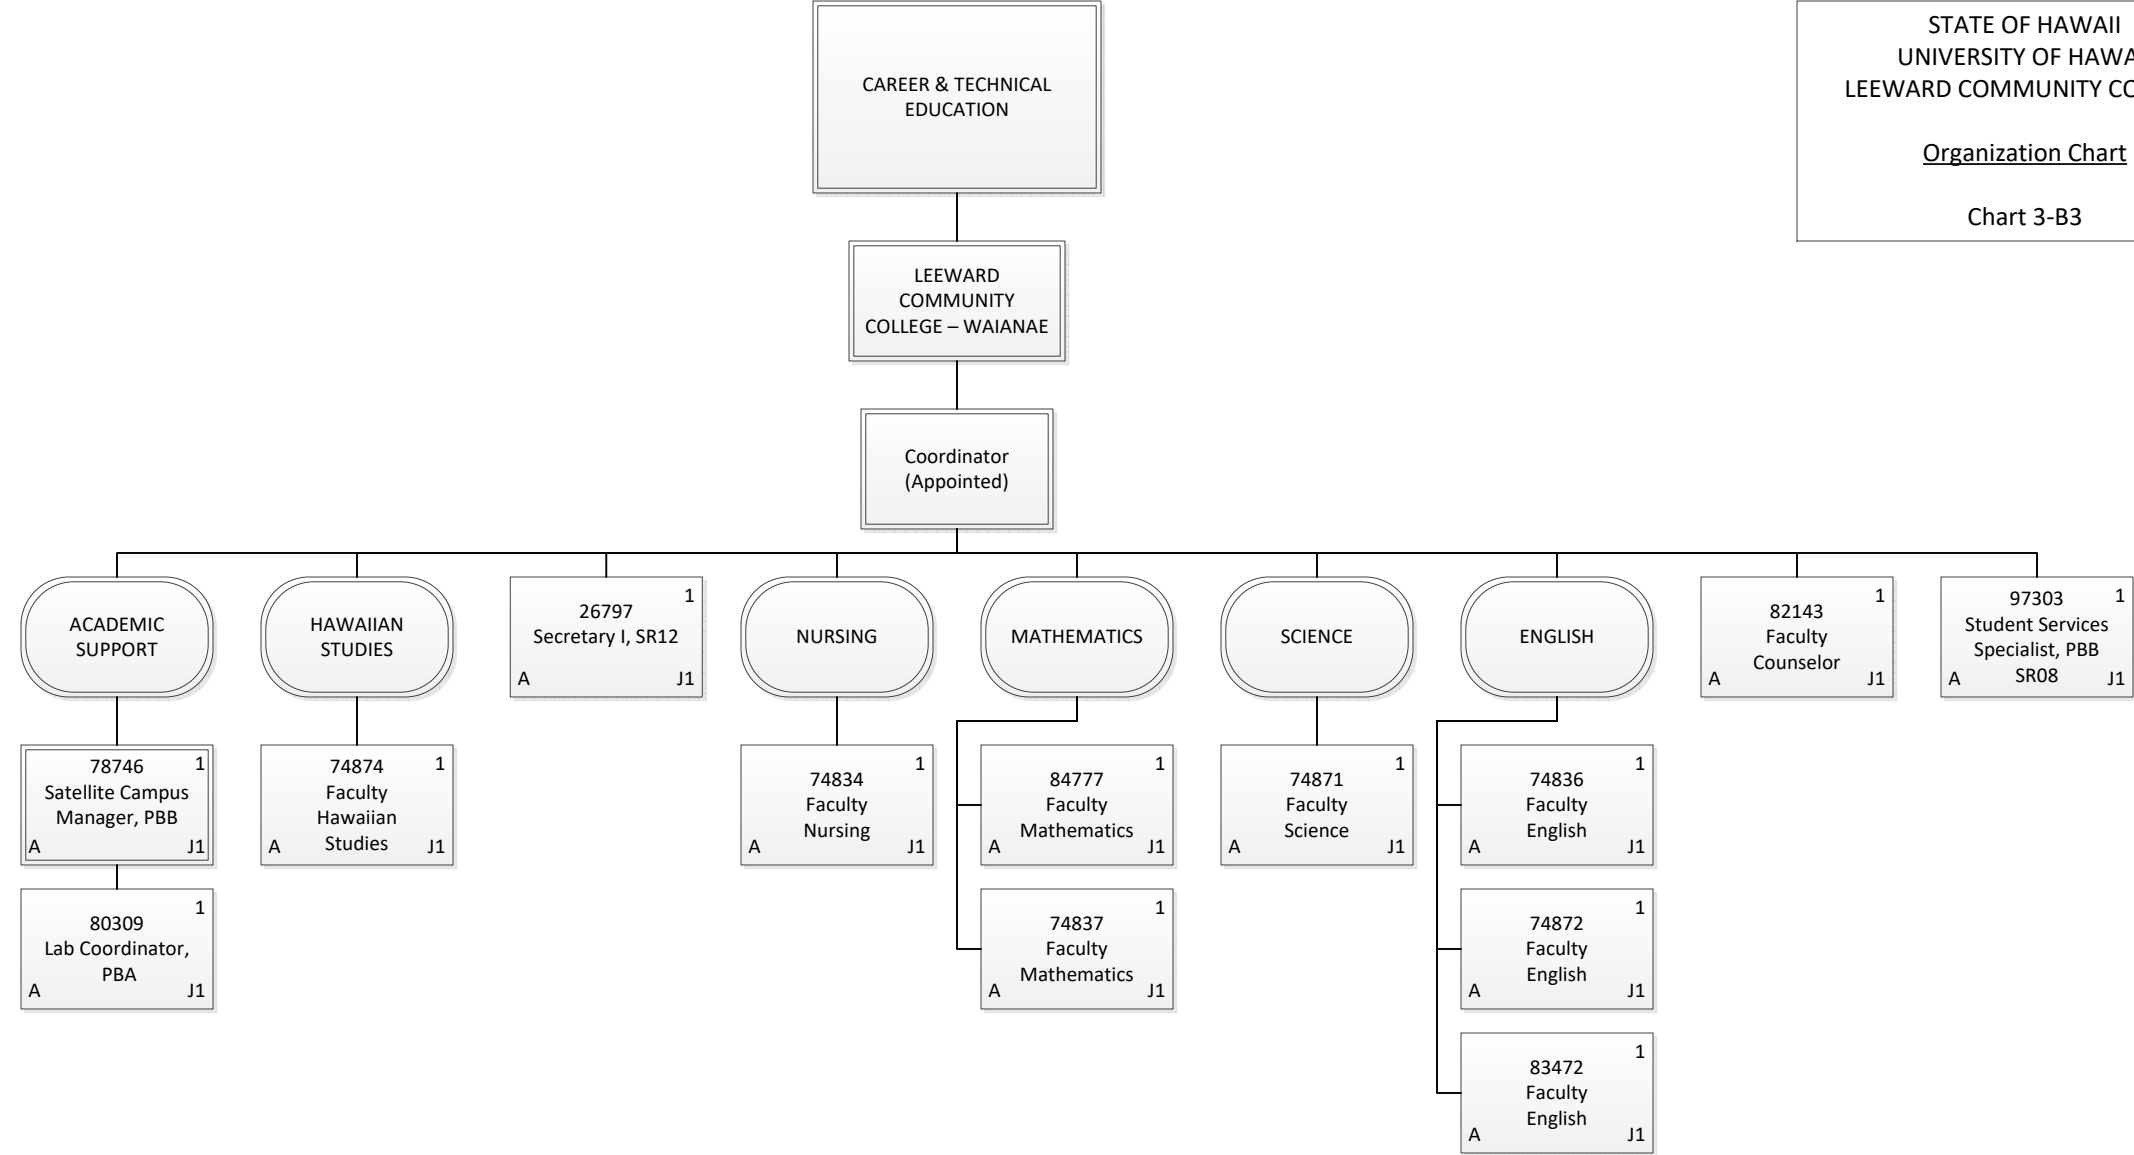 CAREER & TECHNICAL
EDUCATION
STATE OF HAWAII
UNIVERSITY OF
LEEWARD COMMUNITY
Organization Chart
Chart 3-B3
LEEWARD
COMMUNITY
COLLEGE – WAIANAE
Coordinator
(Appointed)
ACADEMIC
SUPPORT
HAWAIIAN
STUDIES
1
26797
Secretary I, SR12
A J1
NURSING
MATHEMATICS
SCIENCE
ENGLISH
1
82143
Faculty
Counselor
A J1
97303 1
Student Services
Specialist, PBB
A SR08 J1
78746 1
Satellite Campus
Manager, PBB
A J1
74874 1
Faculty
Hawaiian
A Studies J1
1
74834
Faculty
Nursing
A J1
1
84777
Faculty
Mathematics
A J1
1
74871
Faculty
Science
A J1
1
74836
Faculty
English
A J1
1
80309
Lab Coordinator,
PBA
A J1
1
74837
Faculty
Mathematics
A J1
1
74872
Faculty
English
A J1
1
83472
Faculty
English
A J1